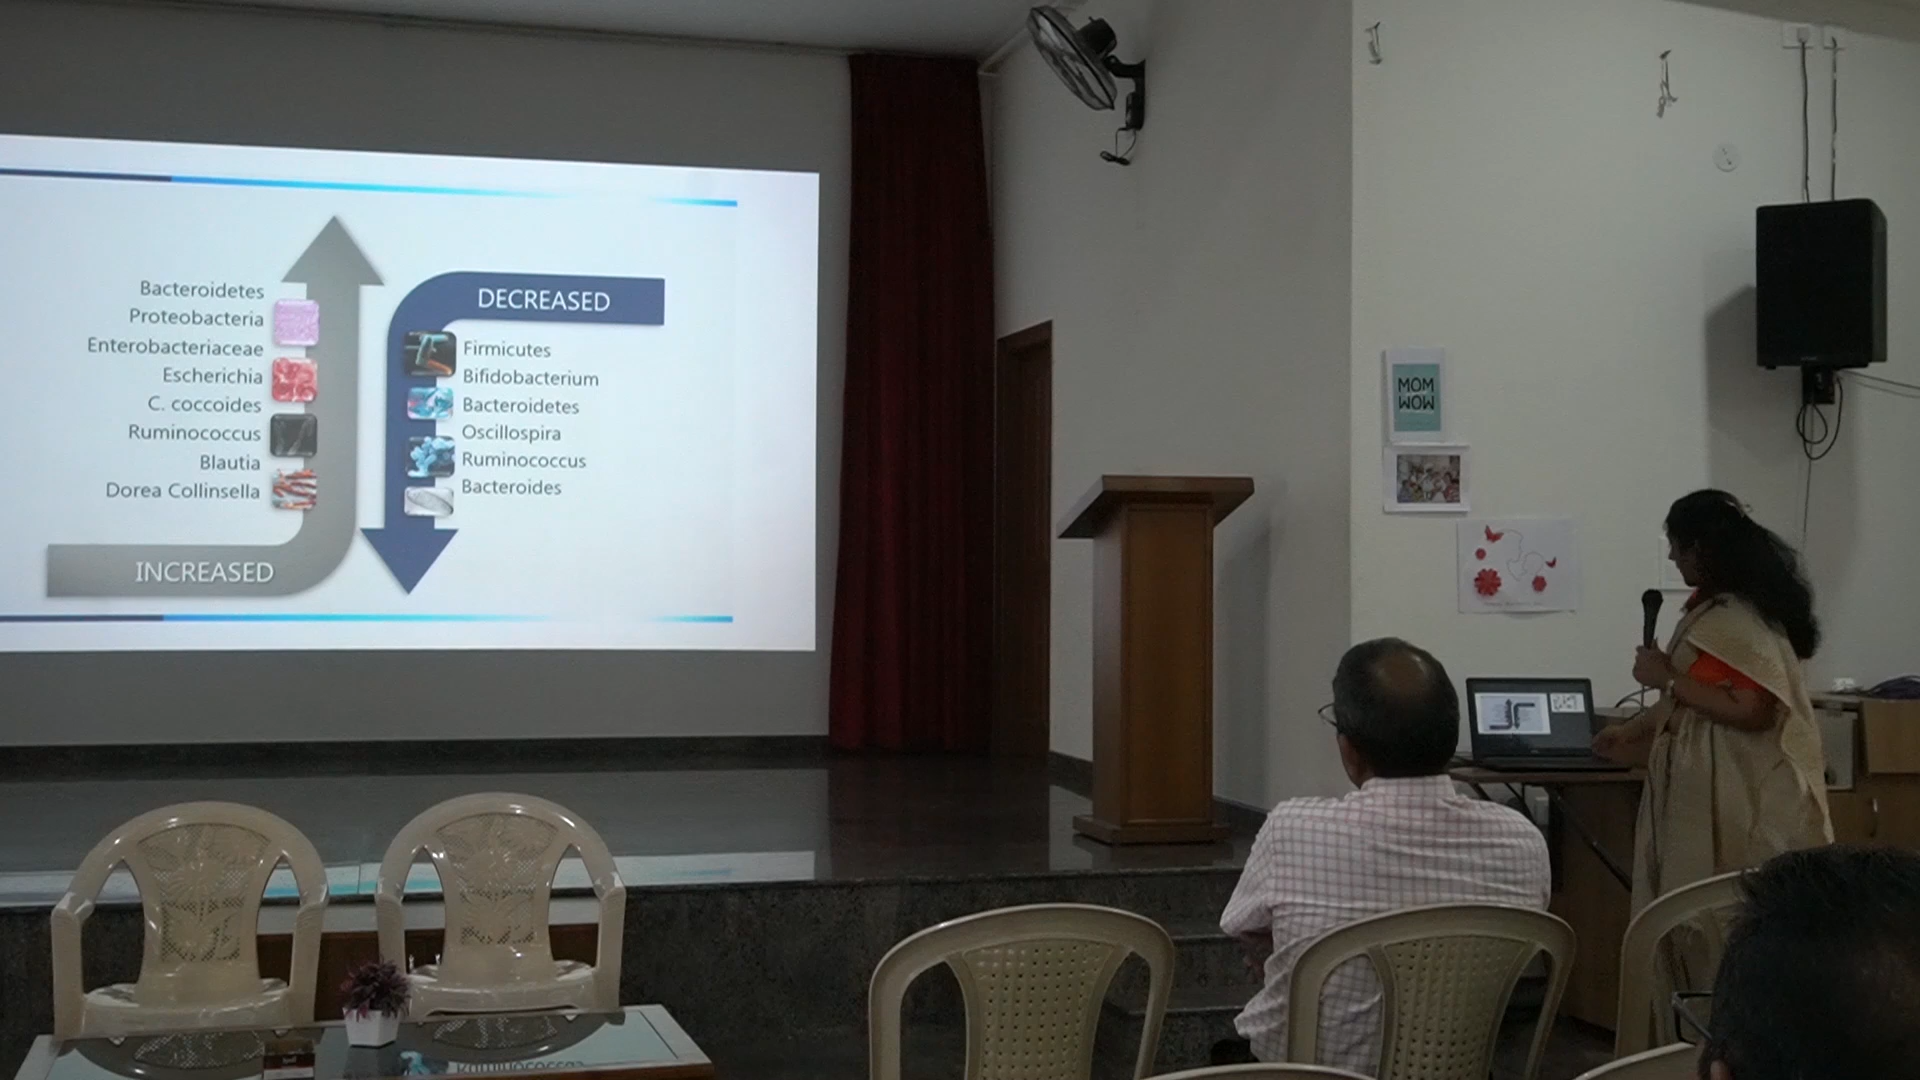 Bacteroidetes
Proteobacteria
Enterobacteriaceae
Escherichia
C. coccoides
Ruminococcus
Blautia
Dorea Collinsella
INCREASED
DECREASED
Firmicutes
Bifidobacterium
Bacteroidetes
Oscillospira
Ruminococcus
Bacteroides
MOM
WOW